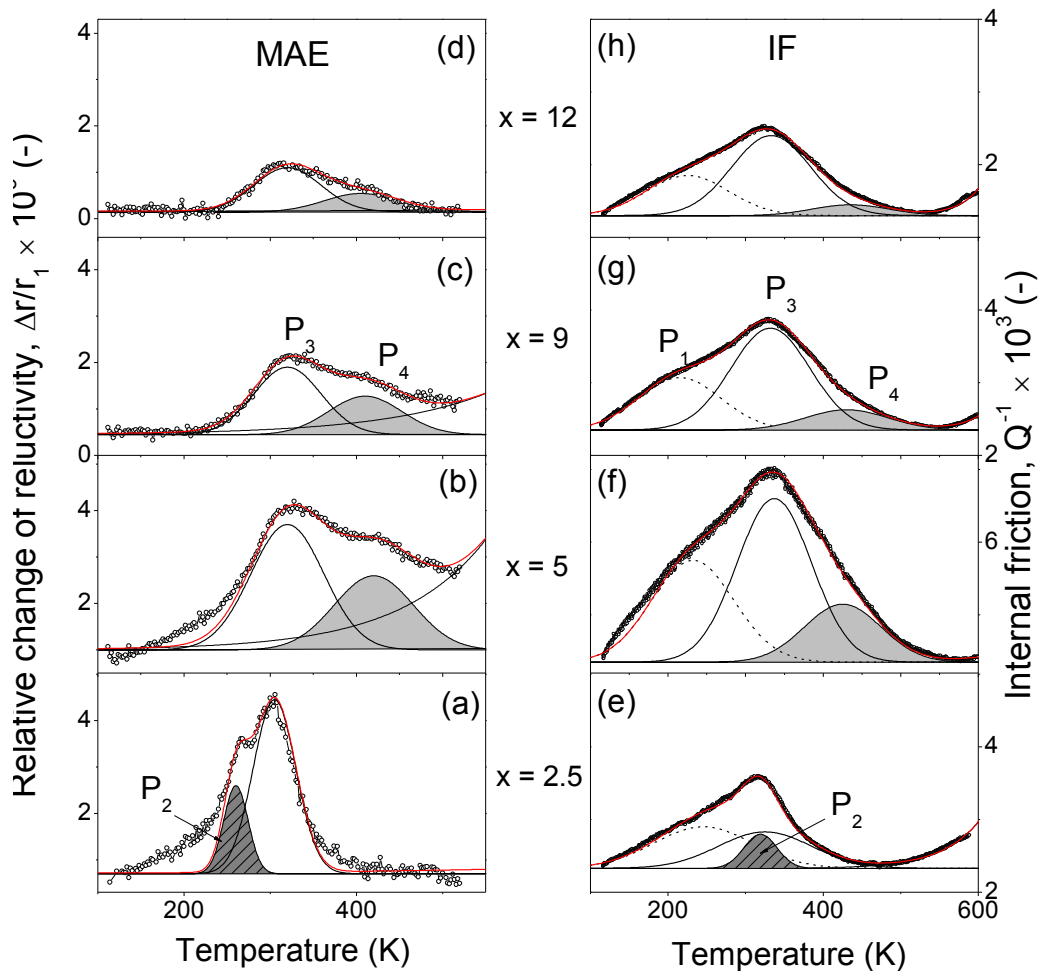 MAE
(d)
4
2
0
x = 12
IF
(h)
4
2
(c)
4
2
0
P3
P4
x = 9
(g)
4
2
P1
P3
P4
(b)
4
2
x = 5
(f)
6
(a)
4
2
P2
x = 2.5
(e)
4
2
P2
200 400
Temperature (K)
200 400 600
Temperature (K)
Relative change of reluctivity, Δr/r1 ×
(-)
Internal friction, Q-1 × 103 (-)